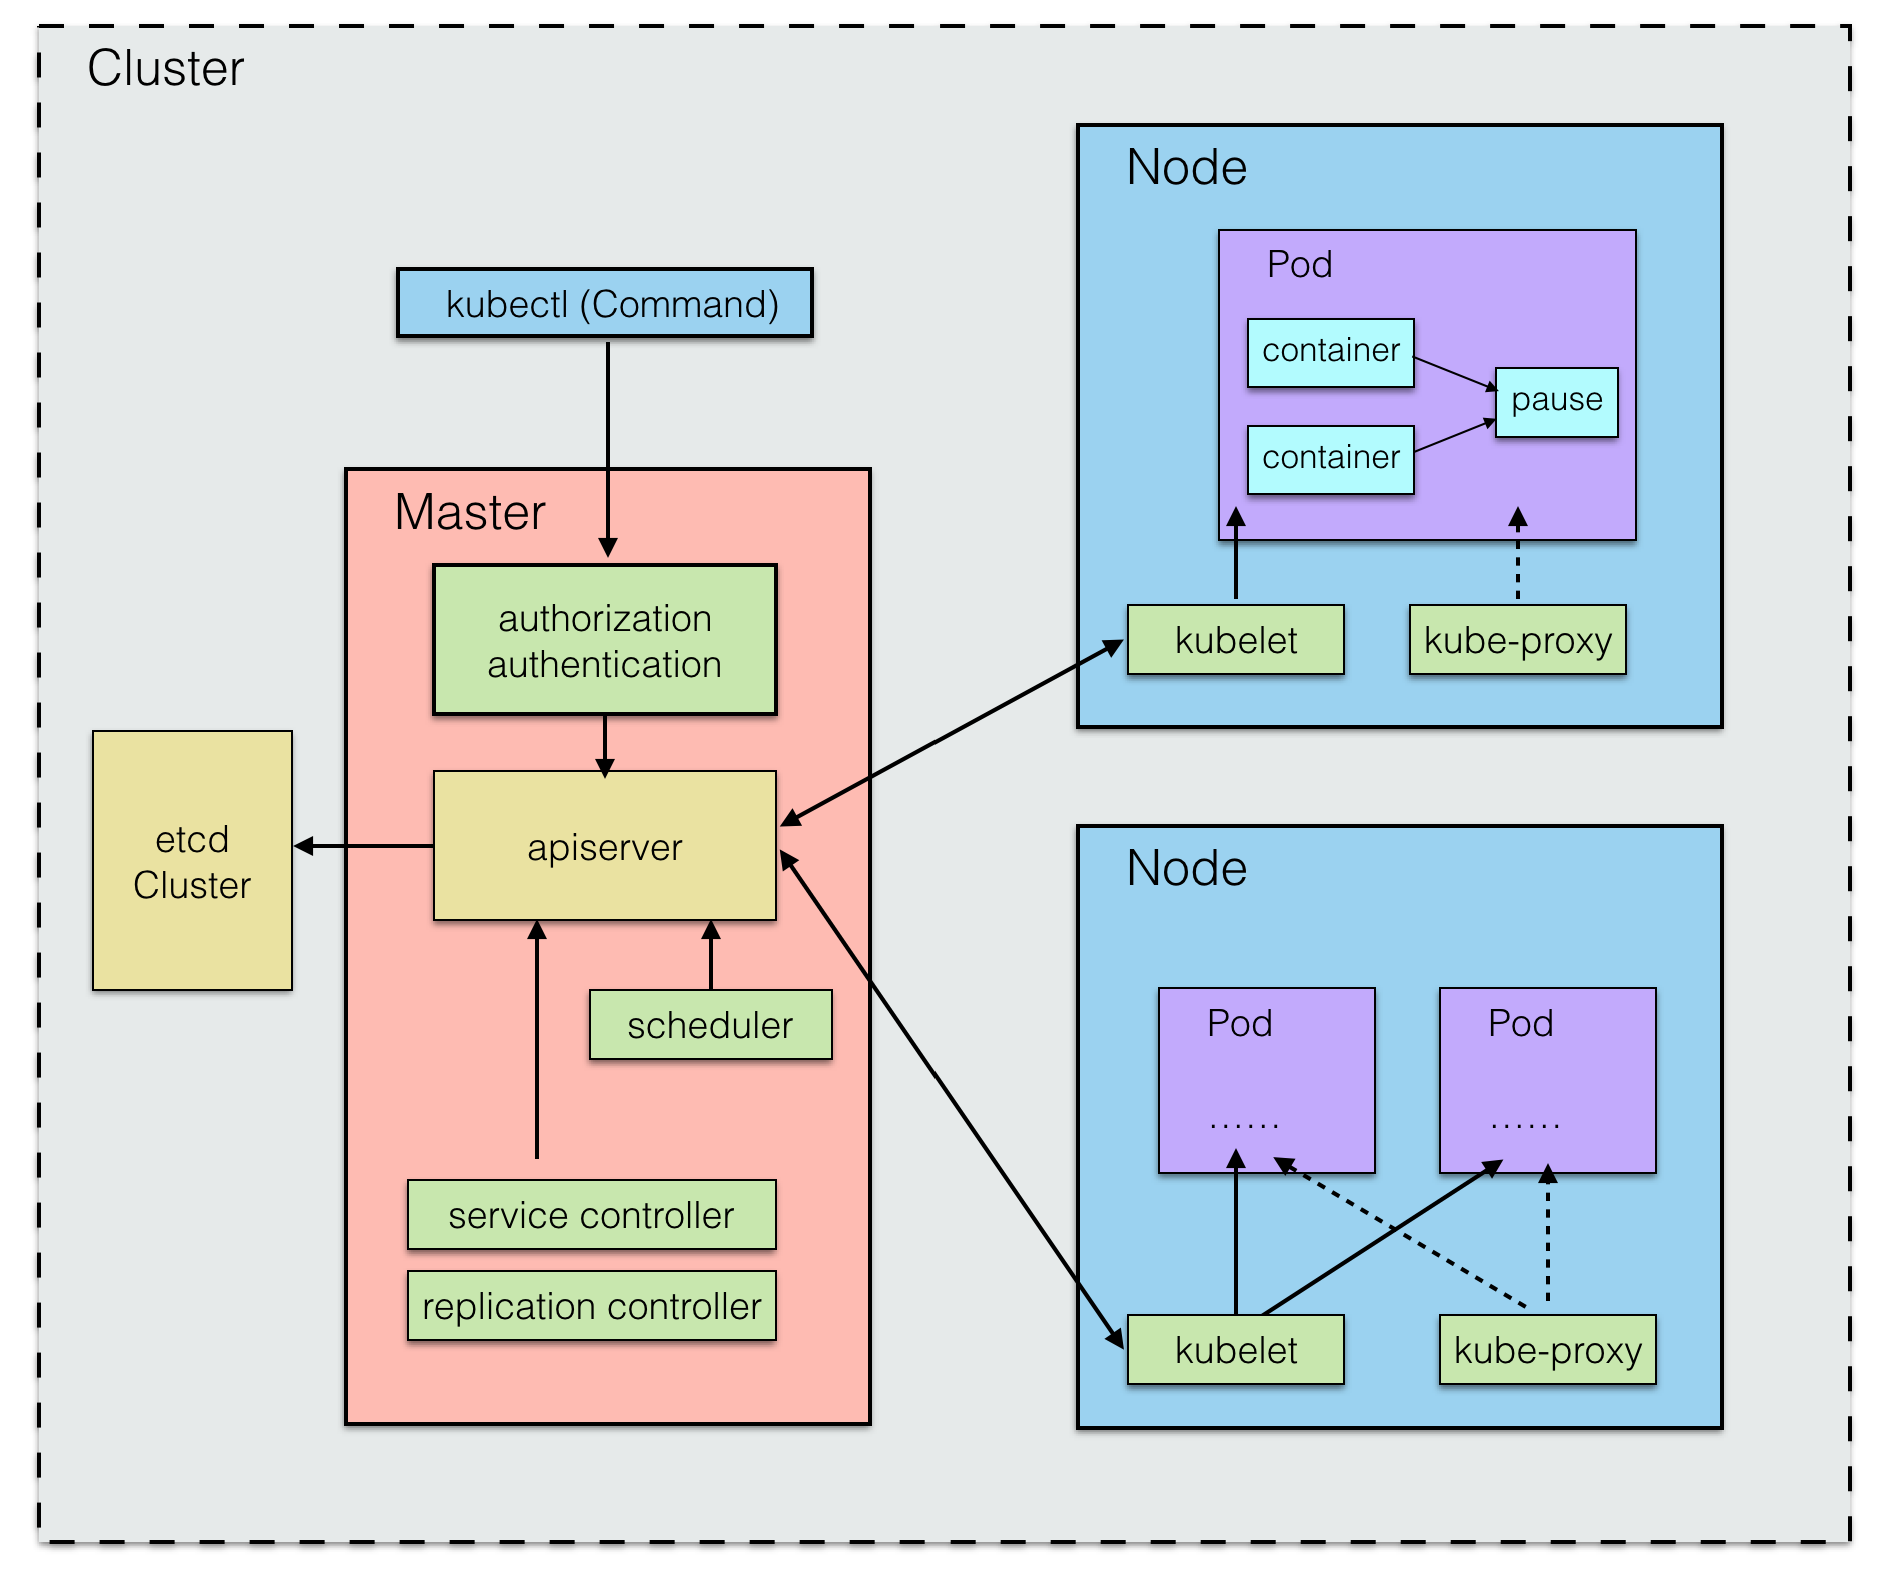 Cluster
kubectl (Command)
Master
authorization
authentication
apiserver
etcd
Cluster
scheduler
service controller
replication controller
Node
Pod
container
container
pause
kubelet
kube-proxy
Node
Pod
......
Pod
......
kubelet
kube-proxy